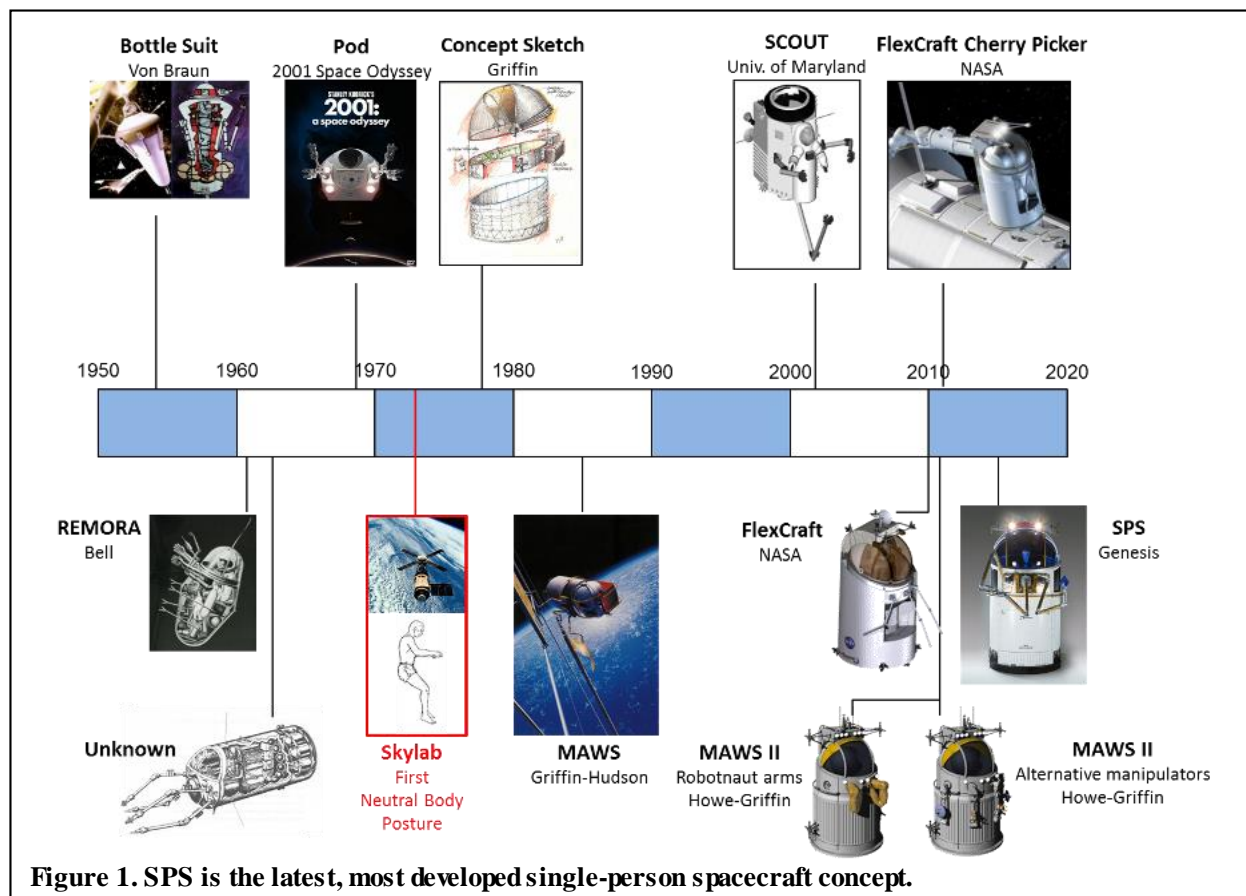 Bottle Suit
Von Braun
Pod
2001 Space Odyssey
STANLEY KUBRICK'S
2001:
a space odyssey
Concept Sketch
Griffin
SCOUT
Univ. of Maryland
FlexCraft Cherry Picker
NASA
1950
1960
1970
1980
1990
2000
2010
2020
REMORA
Bell
Unknown
Skylab
First
Neutral Body
Posture
MAWS
Griffin-Hudson
FlexCraft
NASA
SPS
Genesis
MAWS II
Robotnaut arms
Howe-Griffin
MAWS II
Alternative manipulators
Howe-Griffin
Figure 1. SPS is the latest, most developed single-person spacecraft concept.